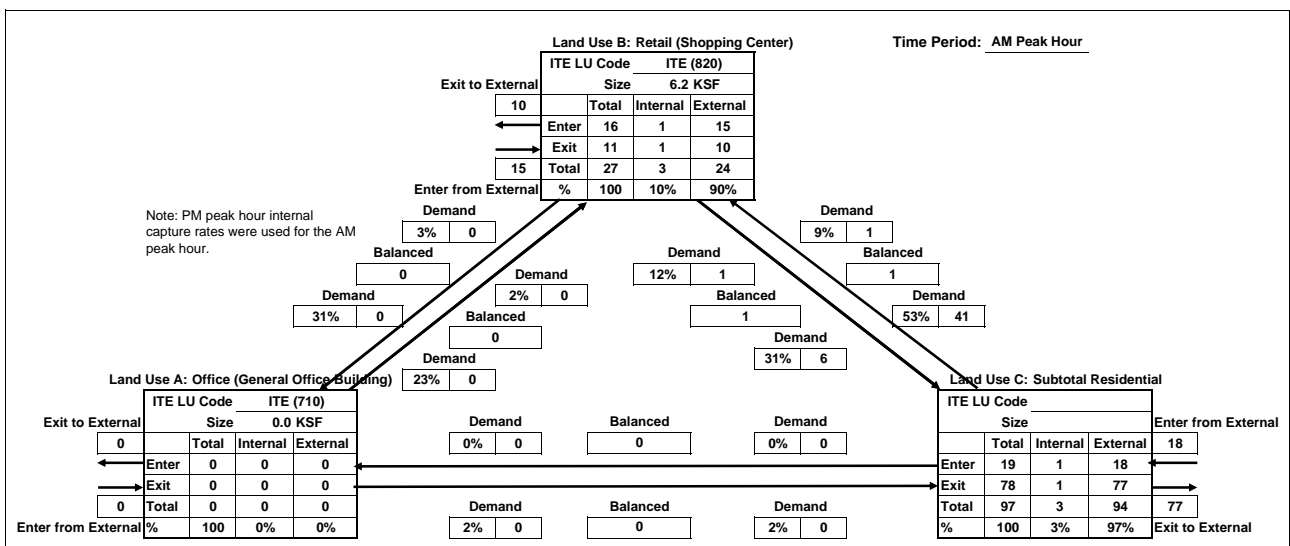 Land Use B: Retail (Shopping Center)
Time Period: AM Peak Hour
ITE LU Code ITE (820)
Exit to External Size 6.2 KSF
10 Total Internal External
Enter 16 1 15
Exit 11 1 10
15 Total 27 3 24
Enter from External % 100 10% 90%
Note: PM peak hour internal
capture rates were used for the AM
peak hour.
Demand
3% 0
Balanced
0
Demand
31% 0
Demand
2% 0
Balanced
0
Demand
23% 0
Demand
12% 1
Balanced
1
Demand
31% 6
Demand
9% 1
Balanced
1
Demand
53% 41
Land Use A: Office (General Office Building)
ITE LU Code ITE (710)
Exit to External Size 0.0 KSF
0 Total Internal External
Enter 0 0 0
Exit 0 0 0
0 Total 0 0 0
Enter from External % 100 0% 0%
Demand Balanced Demand
0% 0 0 0% 0
Demand Balanced Demand
2% 0 0 2% 0
Land Use C: Subtotal Residential
ITE LU Code
Size Enter from External
Total Internal External 18
Enter 19 1 18
Exit 78 1 77
Total 97 3 94 77
% 100 3% 97% Exit to External